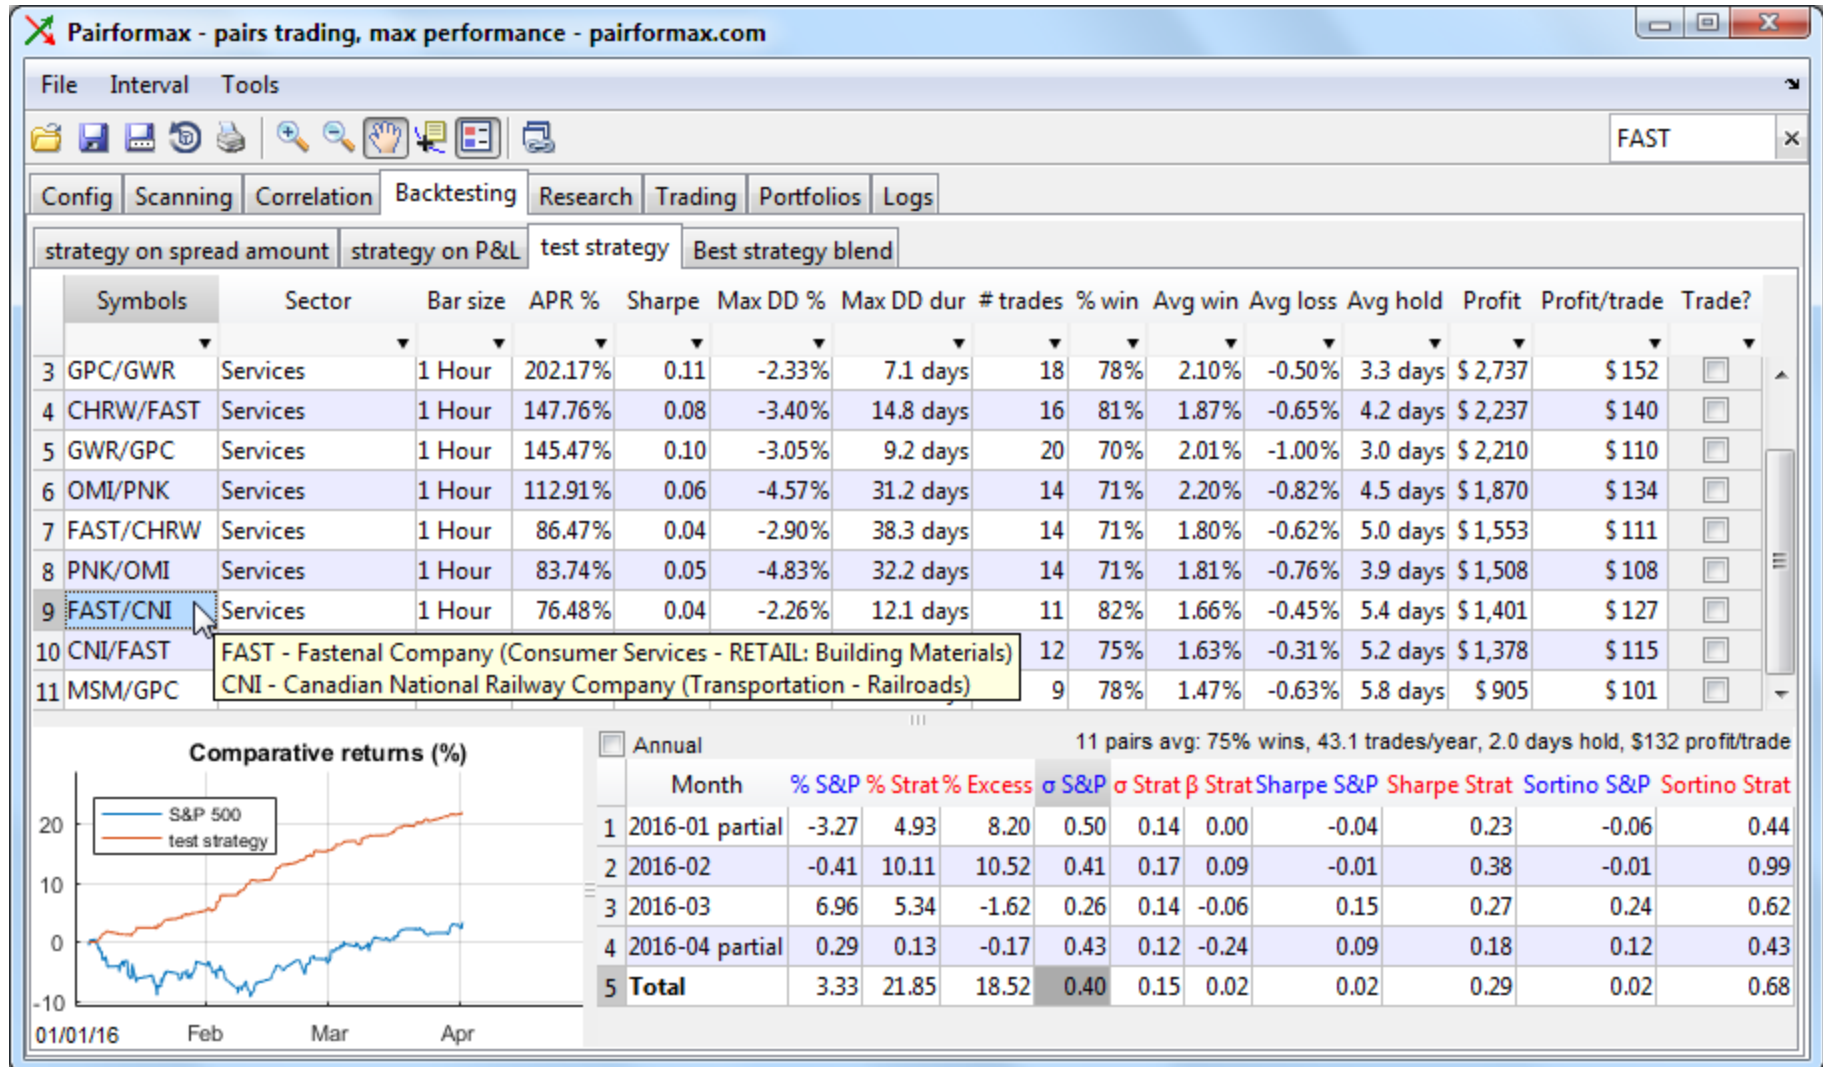 Pairformax - pairs trading, max performance - pairformax.com
File Interval Tools
FAST
Config Scanning Correlation Backtesting Research Trading Portfolios Logs
strategy on spread amount strategy on P&L test strategy Best strategy blend
Symbols Sector Bar size APR % Sharpe Max DD % Max DD dur # trades % win Avg win Avg loss Avg hold Profit Profit/trade Trade?
3 GPC/GWR Services 1 Hour 202.17% 0.11 -2.33% 7.1 days 18 78% 2.10% -0.50% 3.3 days $ 2,737 $ 152
4 CHRW/FAST Services 1 Hour 147.76% 0.08 -3.40% 14.8 days 16 81% 1.87% -0.65% 4.2 days $ 2,237 $ 140
5 GWR/GPC Services 1 Hour 145.47% 0.10 -3.05% 9.2 days 20 70% 2.01% -1.00% 3.0 days $ 2,210 $ 110
6 OMI/PNK Services 1 Hour 112.91% 0.06 -4.57% 31.2 days 14 71% 2.20% -0.82% 4.5 days $ 1,870 $ 134
7 FAST/CHRW Services 1 Hour 86.47% 0.04 -2.90% 38.3 days 14 71% 1.80% -0.62% 5.0 days $ 1,553 $ 111
8 PNK/OMI Services 1 Hour 83.74% 0.05 -4.83% 32.2 days 14 71% 1.81% -0.76% 3.9 days $ 1,508 $ 108
9 FAST/CNI Services 1 Hour 76.48% 0.04 -2.26% 12.1 days 11 82% 1.66% -0.45% 5.4 days $ 1,401 $ 127
10 CNI/FAST 12 75% 1.63% -0.31% 5.2 days $ 1,378 $ 115
FAST - Fastenal Company (Consumer Services - RETAIL: Building Materials)
CNI - Canadian National Railway Company (Transportation - Railroads)
11 MSM/GPC 9 78% 1.47% -0.63% 5.8 days $ 905 $ 101
Comparative returns (%)
S&P 500
test strategy
20
10
0
-10
01/01/16 Feb Mar Apr
Annual
11 pairs avg: 75% wins, 43.1 trades/year, 2.0 days hold, $132 profit/trade
Month % S&P % Strat % Excess σ S&P σ Strat β Strat Sharpe S&P Sharpe Strat Sortino S&P Sortino Strat
1 2016-01 partial -3.27 4.93 8.20 0.50 0.14 0.00 -0.04 0.23 -0.06 0.44
2 2016-02 -0.41 10.11 10.52 0.41 0.17 0.09 -0.01 0.38 -0.01 0.99
3 2016-03 6.96 5.34 -1.62 0.26 0.14 -0.06 0.15 0.27 0.24 0.62
4 2016-04 partial 0.29 0.13 -0.17 0.43 0.12 -0.24 0.09 0.18 0.12 0.43
5 Total 3.33 21.85 18.52 0.40 0.15 0.02 0.02 0.29 0.02 0.68